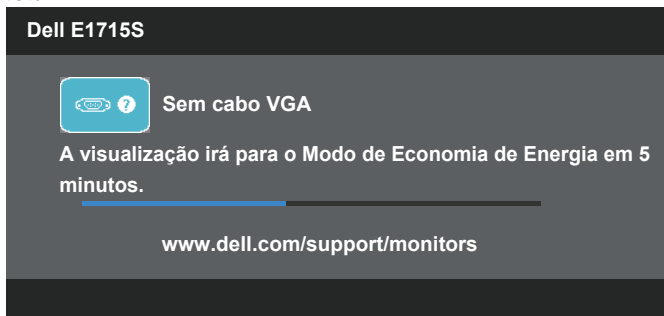 Dell E1715S
Sem cabo VGA
A visualização irá para o Modo de Economia de Energia em 5
minutos.
www.dell.com/support/monitors